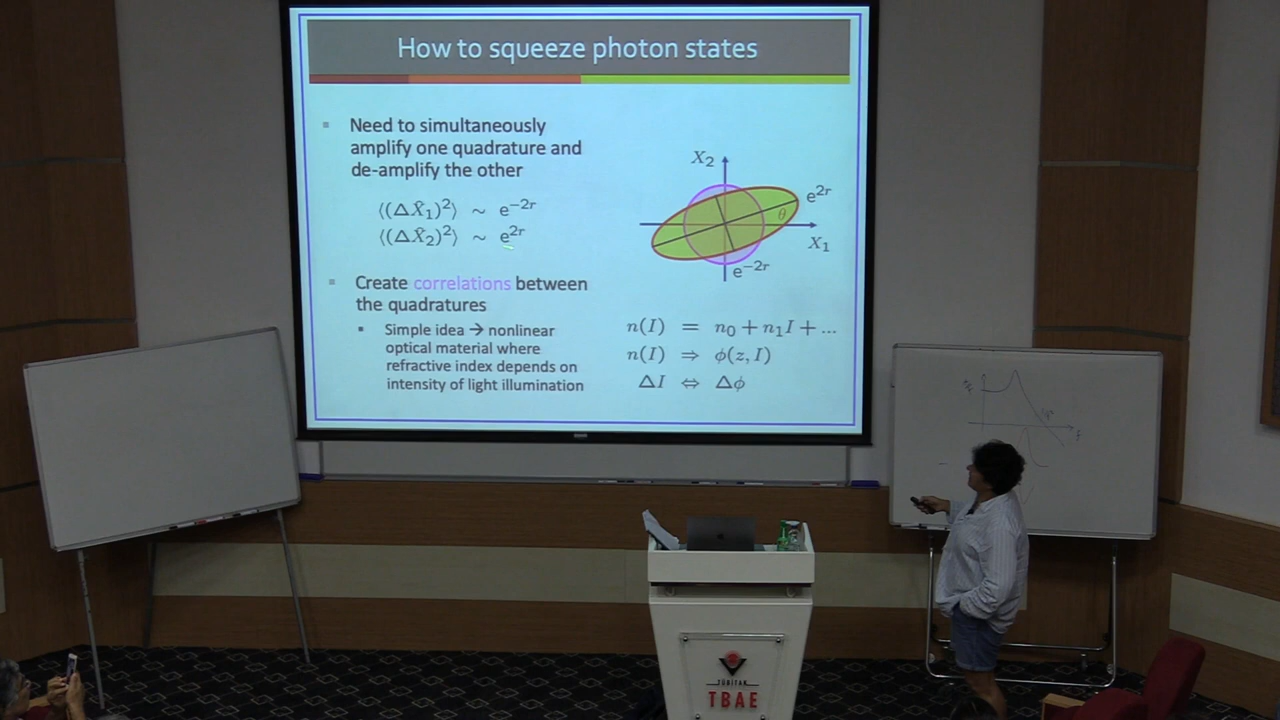 How to squeeze photon states
Need to simultaneously
amplify one quadrature and
de-amplify the other
⟨(ΔX̂₁)²⟩ ~ e⁻²ʳ
⟨(ΔX̂₂)²⟩ ~ e²ʳ
Create correlations between
the quadratures
Simple idea → nonlinear
optical material where
refractive index depends on
intensity of light illumination
X₂
e²ʳ
θ
X₁
e⁻²ʳ
n(I) = n₀ + n₁I + ...
n(I) ⇒ ϕ(z, I)
ΔI ⇔ Δϕ
TÜBİTAK
TBAE